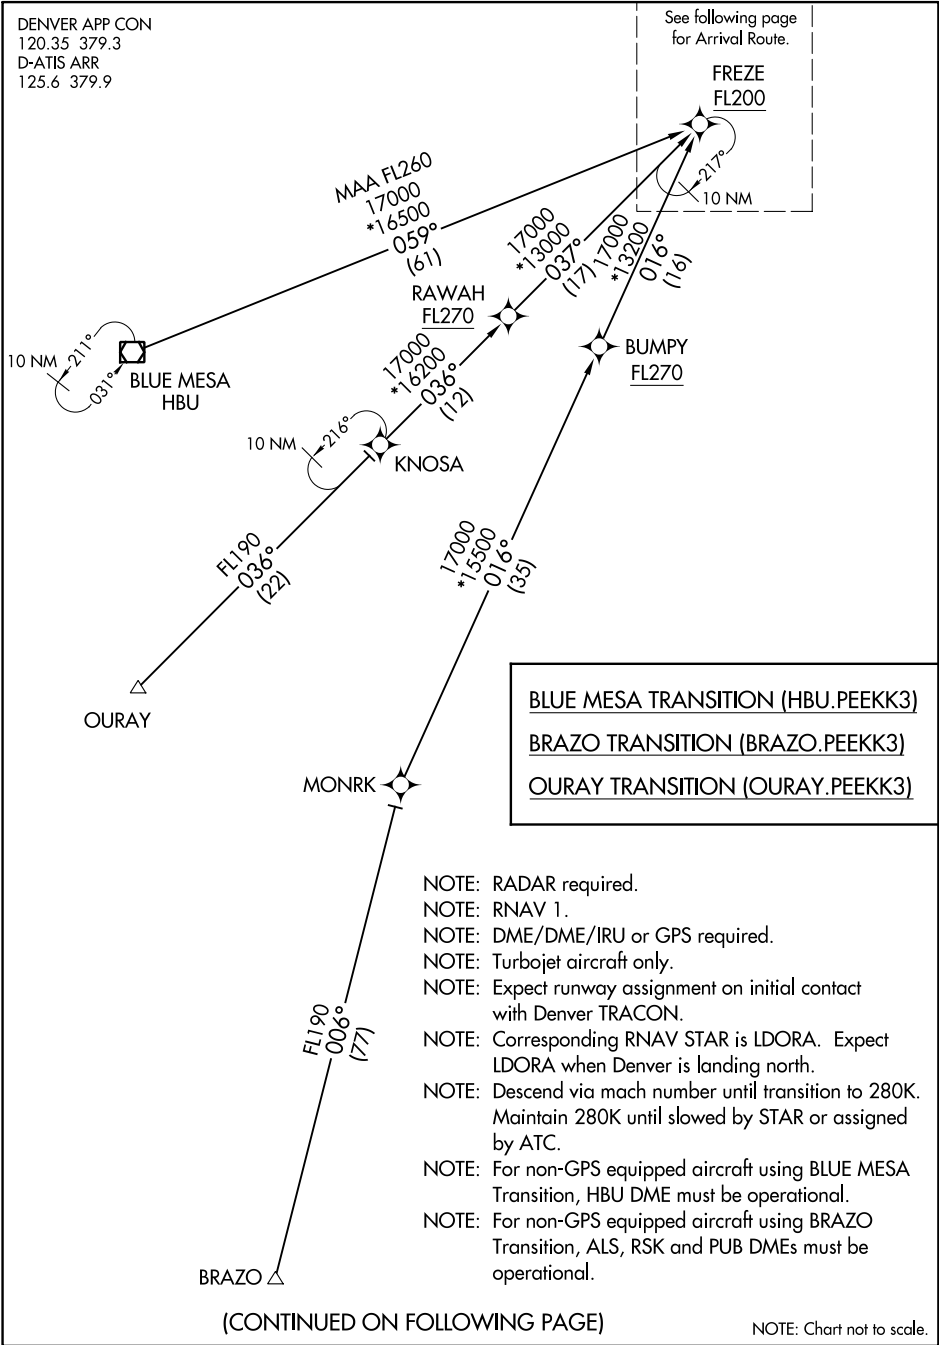 DENVER APP CON
120.35 379.3
D-ATIS ARR
125.6 379.9
See following page
for Arrival Route.
FREZE
FL200
217°
10 NM
MAA FL260
17000
*16500
059°
(61)
17000
*13000
037°
(17)
17000
*13200
016°
(16)
RAWAH
FL270
BUMPY
FL270
10 NM
211°
031°
BLUE MESA
HBU
17000
*16200
036°
(12)
10 NM
216°
KNOSA
FL190
036°
(22)
17000
*15500
016°
(35)
OURAY
BLUE MESA TRANSITION (HBU.PEEKK3)
BRAZO TRANSITION (BRAZO.PEEKK3)
OURAY TRANSITION (OURAY.PEEKK3)
MONRK
NOTE: RADAR required.
NOTE: RNAV 1.
NOTE: DME/DME/IRU or GPS required.
NOTE: Turbojet aircraft only.
NOTE: Expect runway assignment on initial contact
with Denver TRACON.
NOTE: Corresponding RNAV STAR is LDORA. Expect
LDORA when Denver is landing north.
NOTE: Descend via mach number until transition to 280K.
Maintain 280K until slowed by STAR or assigned
by ATC.
NOTE: For non-GPS equipped aircraft using BLUE MESA
Transition, HBU DME must be operational.
NOTE: For non-GPS equipped aircraft using BRAZO
Transition, ALS, RSK and PUB DMEs must be
operational.
FL190
006°
(77)
BRAZO
(CONTINUED ON FOLLOWING PAGE)
NOTE: Chart not to scale.